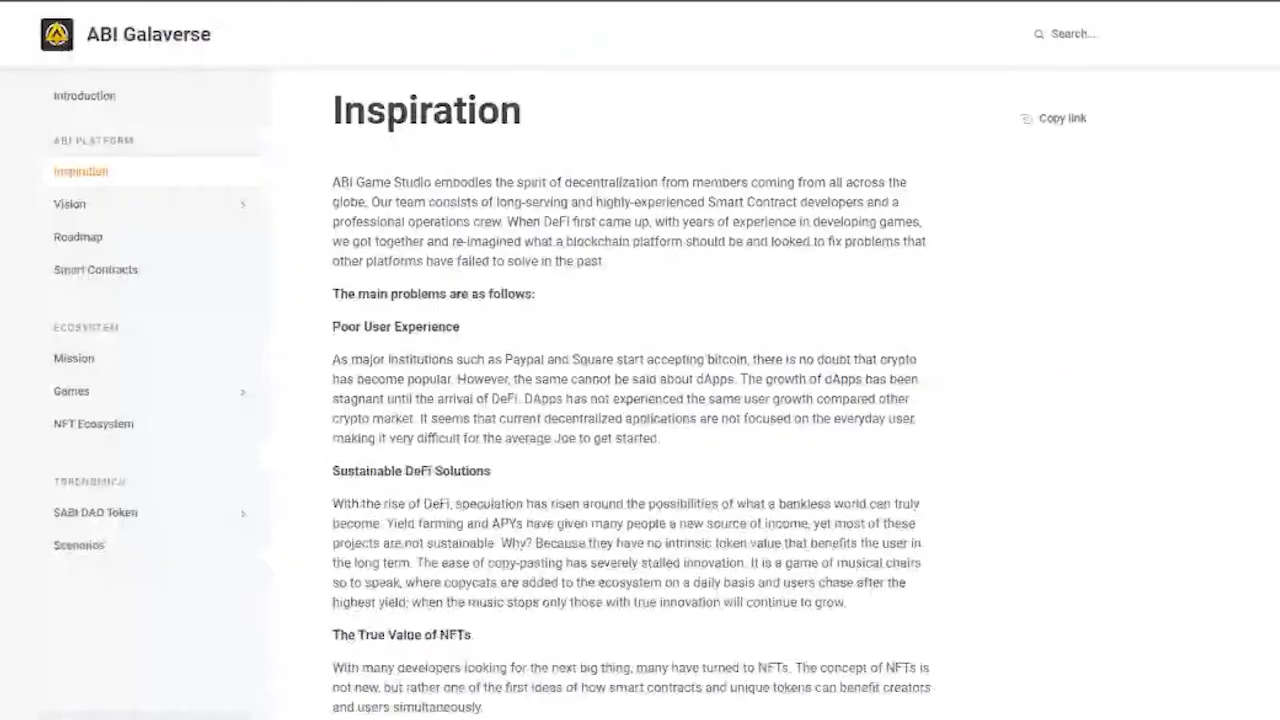 ABI Galaverse
Search...
Introduction
ABI PLATFORM
Inspiration
Vision
Roadmap
Smart Contracts
ECOSYSTEM
Mission
Games
NFT Ecosystem
TOKENOMICS
$ABI DAO Token
Scenarios
Inspiration
Copy link
ABI Game Studio embodies the spirit of decentralization from members coming from all across the
globe. Our team consists of long-serving and highly-experienced Smart Contract developers and a
professional operations crew. When DeFi first came up, with years of experience in developing games,
we got together and re-imagined what a blockchain platform should be and looked to fix problems that
other platforms have failed to solve in the past.
The main problems are as follows:
Poor User Experience
As major institutions such as Paypal and Square start accepting bitcoin, there is no doubt that crypto
has become popular. However, the same cannot be said about dApps. The growth of dApps has been
stagnant until the arrival of DeFi. DApps has not experienced the same user growth compared other
crypto market. It seems that current decentralized applications are not focused on the everyday user,
making it very difficult for the average Joe to get started.
Sustainable DeFi Solutions
With the rise of DeFi, speculation has risen around the possibilities of what a bankless world can truly
become. Yield farming and APYs have given many people a new source of income, yet most of these
projects are not sustainable. Why? Because they have no intrinsic token value that benefits the user in
the long term. The ease of copy-pasting has severely stalled innovation. It is a game of musical chairs
so to speak, where copycats are added to the ecosystem on a daily basis and users chase after the
highest yield; when the music stops only those with true innovation will continue to grow.
The True Value of NFTs
With many developers looking for the next big thing, many have turned to NFTs. The concept of NFTs is
not new, but rather one of the first ideas of how smart contracts and unique tokens can benefit creators
and users simultaneously.